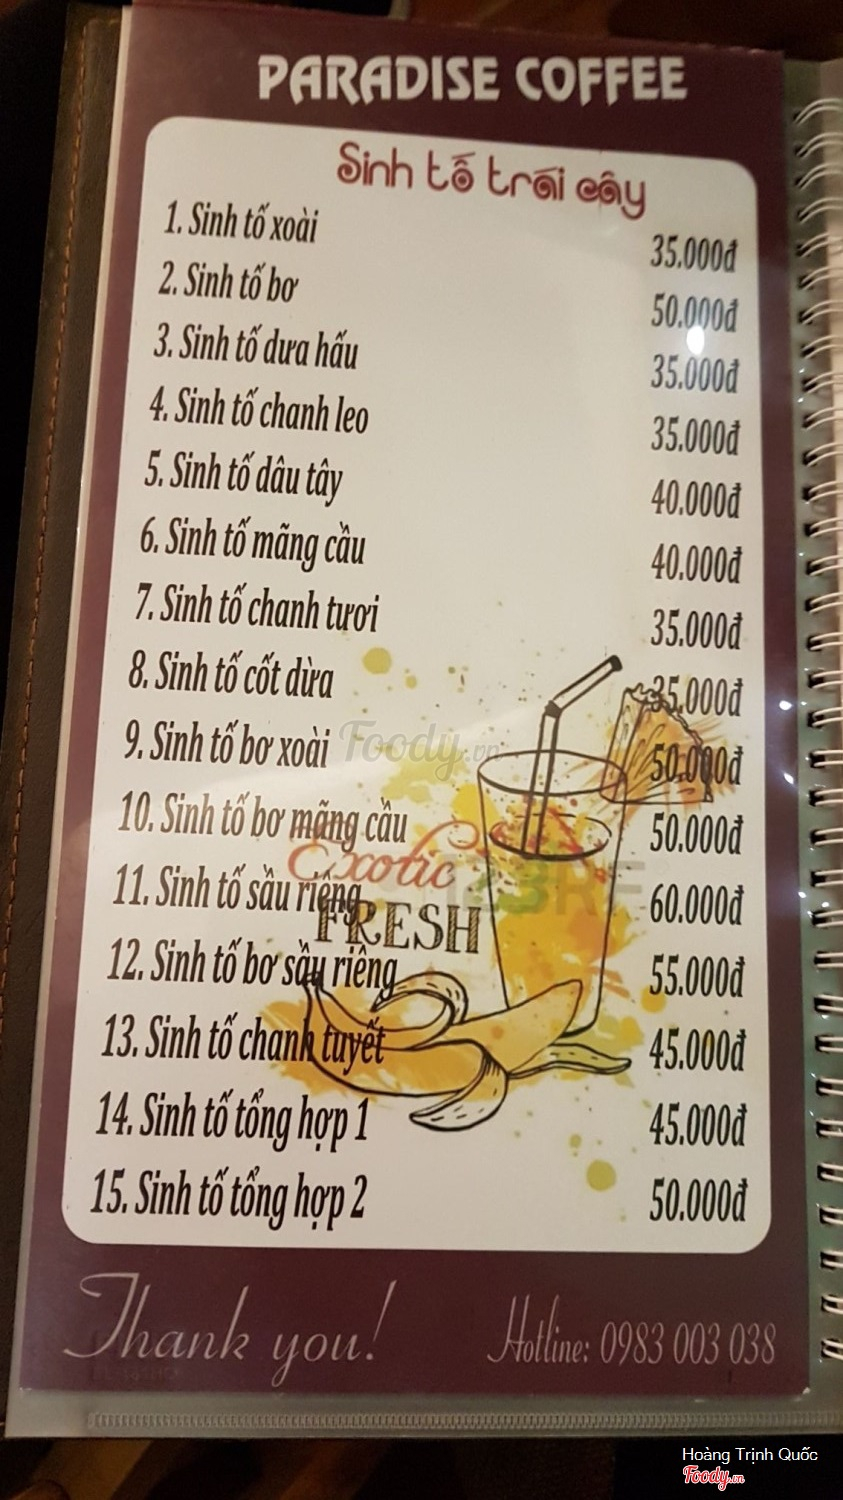 PARADISE COFFEE
Sinh tố trái cây
1. Sinh tố xoài 35.000đ
2. Sinh tố bơ 50.000đ
3. Sinh tố dưa hấu 35.000đ
4. Sinh tố chanh leo 35.000đ
5. Sinh tố dâu tây 40.000đ
6. Sinh tố mãng cầu 40.000đ
7. Sinh tố chanh tươi 35.000đ
8. Sinh tố cốt dừa 35.000đ
9. Sinh tố bơ xoài 50.000đ
10. Sinh tố bơ mãng cầu 50.000đ
11. Sinh tố sầu riêng 60.000đ
12. Sinh tố bơ sầu riêng 55.000đ
13. Sinh tố chanh tuyết 45.000đ
14. Sinh tố tổng hợp 1 45.000đ
15. Sinh tố tổng hợp 2 50.000đ
Foody.vn
Exotic
FRESH
123RF
Thank you! Hotline: 0983 003 038
Hoàng Trịnh Quốc
Foody.vn